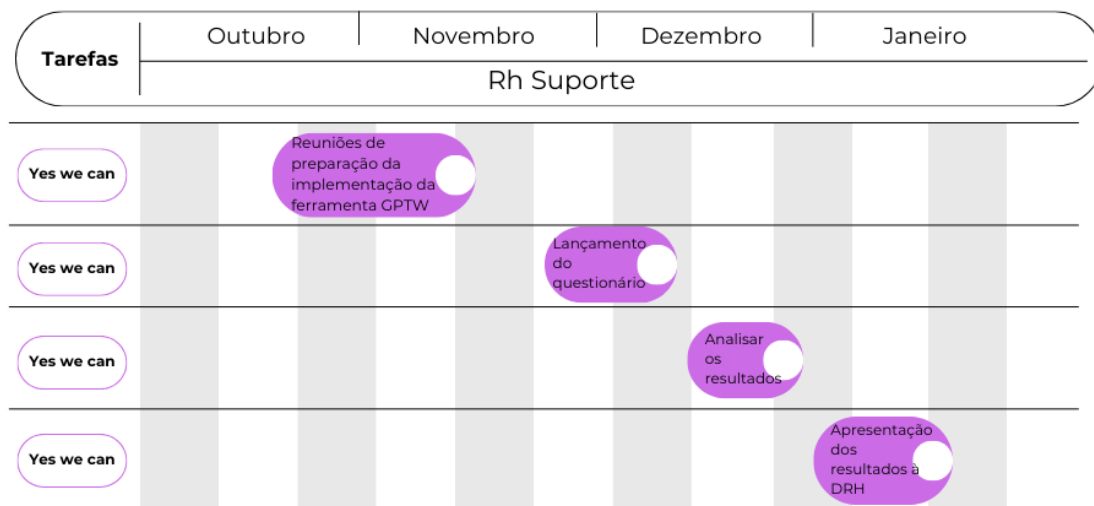 Tarefas
Outubro
Novembro
Dezembro
Janeiro
Rh Suporte
Yes we can
Reuniões de
preparação da
implementação da
ferramenta GPTW
Yes we can
Lançamento
do
questionário
Yes we can
Analisar
os
resultados
Yes we can
Apresentação
dos
resultados à
DRH